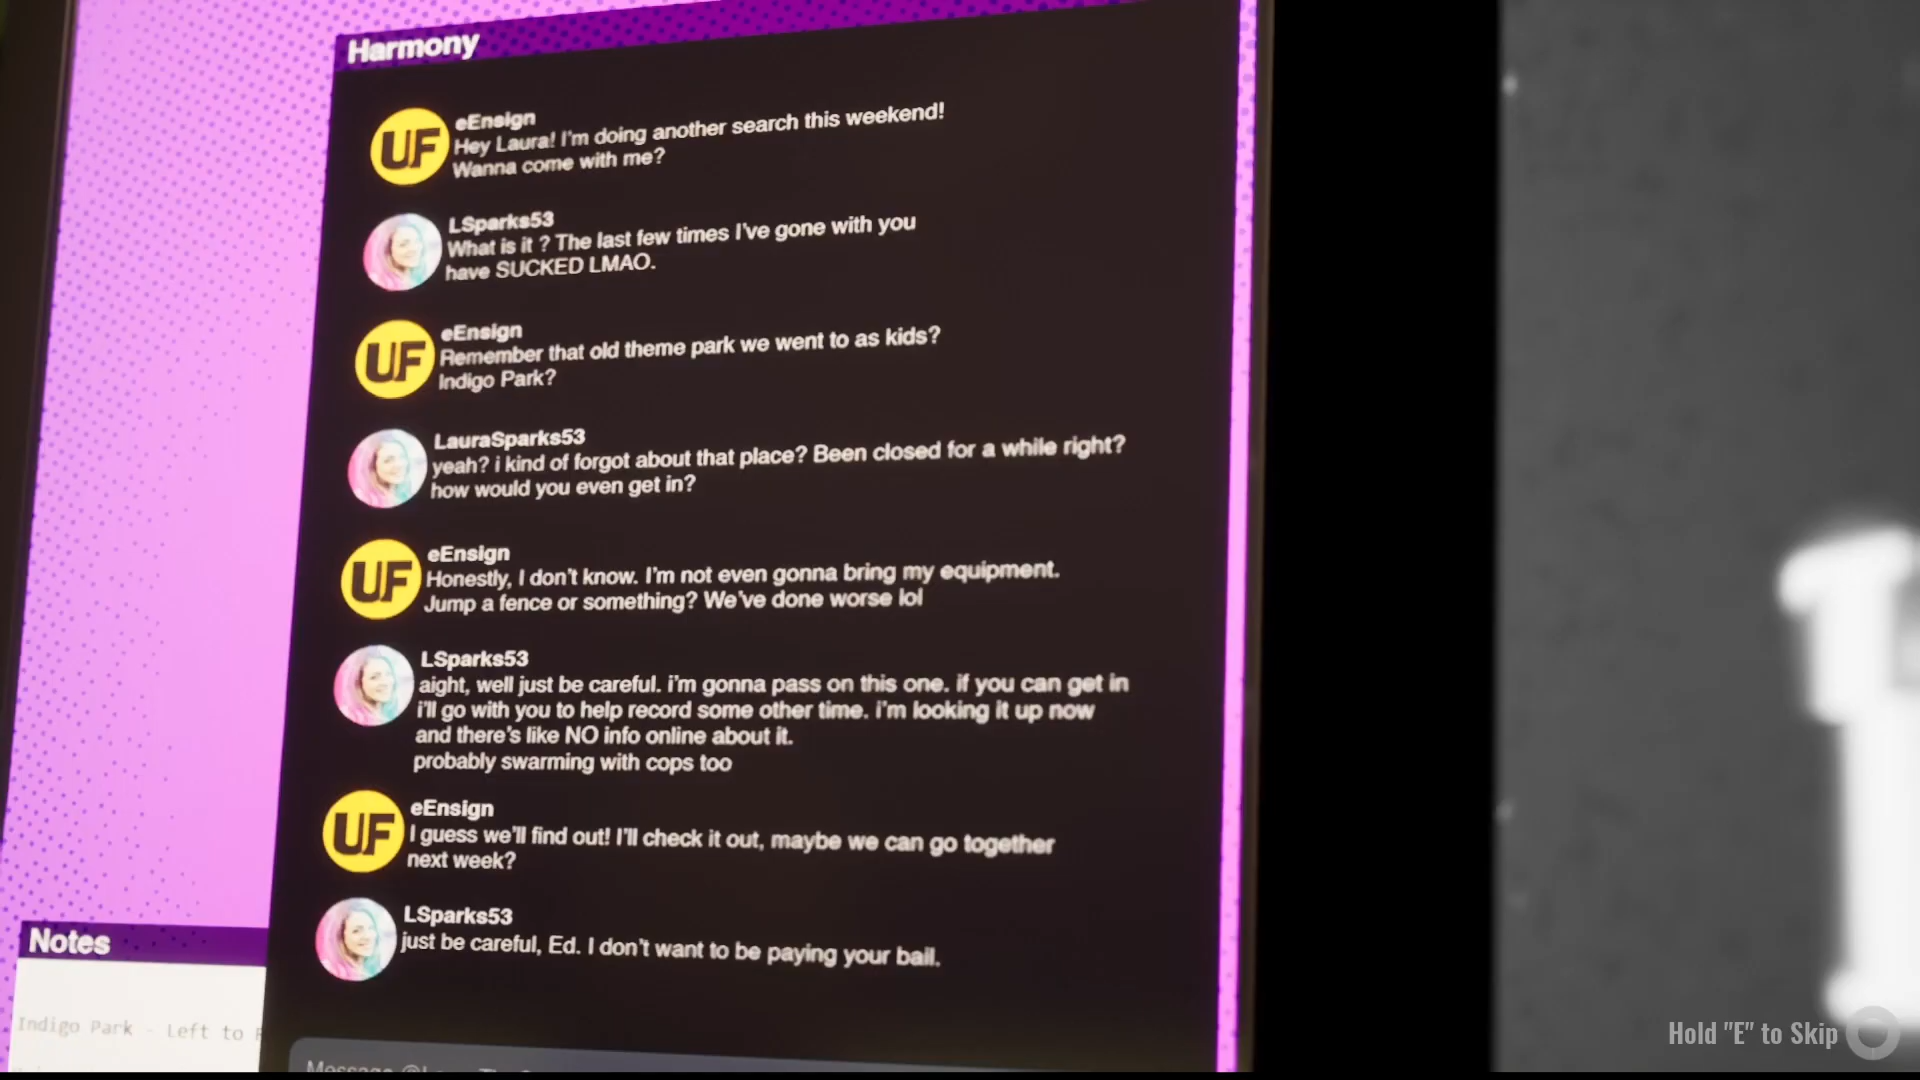 Harmony
UF
eEnsign
Hey Laura! I'm doing another search this weekend!
Wanna come with me?
LSparks53
What is it ? The last few times I've gone with you
have SUCKED LMAO.
UF
eEnsign
Remember that old theme park we went to as kids?
Indigo Park?
LauraSparks53
yeah? i kind of forgot about that place? Been closed for a while right?
how would you even get in?
UF
eEnsign
Honestly, I don't know. I'm not even gonna bring my equipment.
Jump a fence or something? We've done worse lol
LSparks53
aight, well just be careful. i'm gonna pass on this one. if you can get in
i'll go with you to help record some other time. i'm looking it up now
and there's like NO info online about it.
probably swarming with cops too
UF
eEnsign
I guess we'll find out! I'll check it out, maybe we can go together
next week?
LSparks53
just be careful, Ed. I don't want to be paying your bail.
Notes
Indigo Park - Left to
Hold "E" to Skip